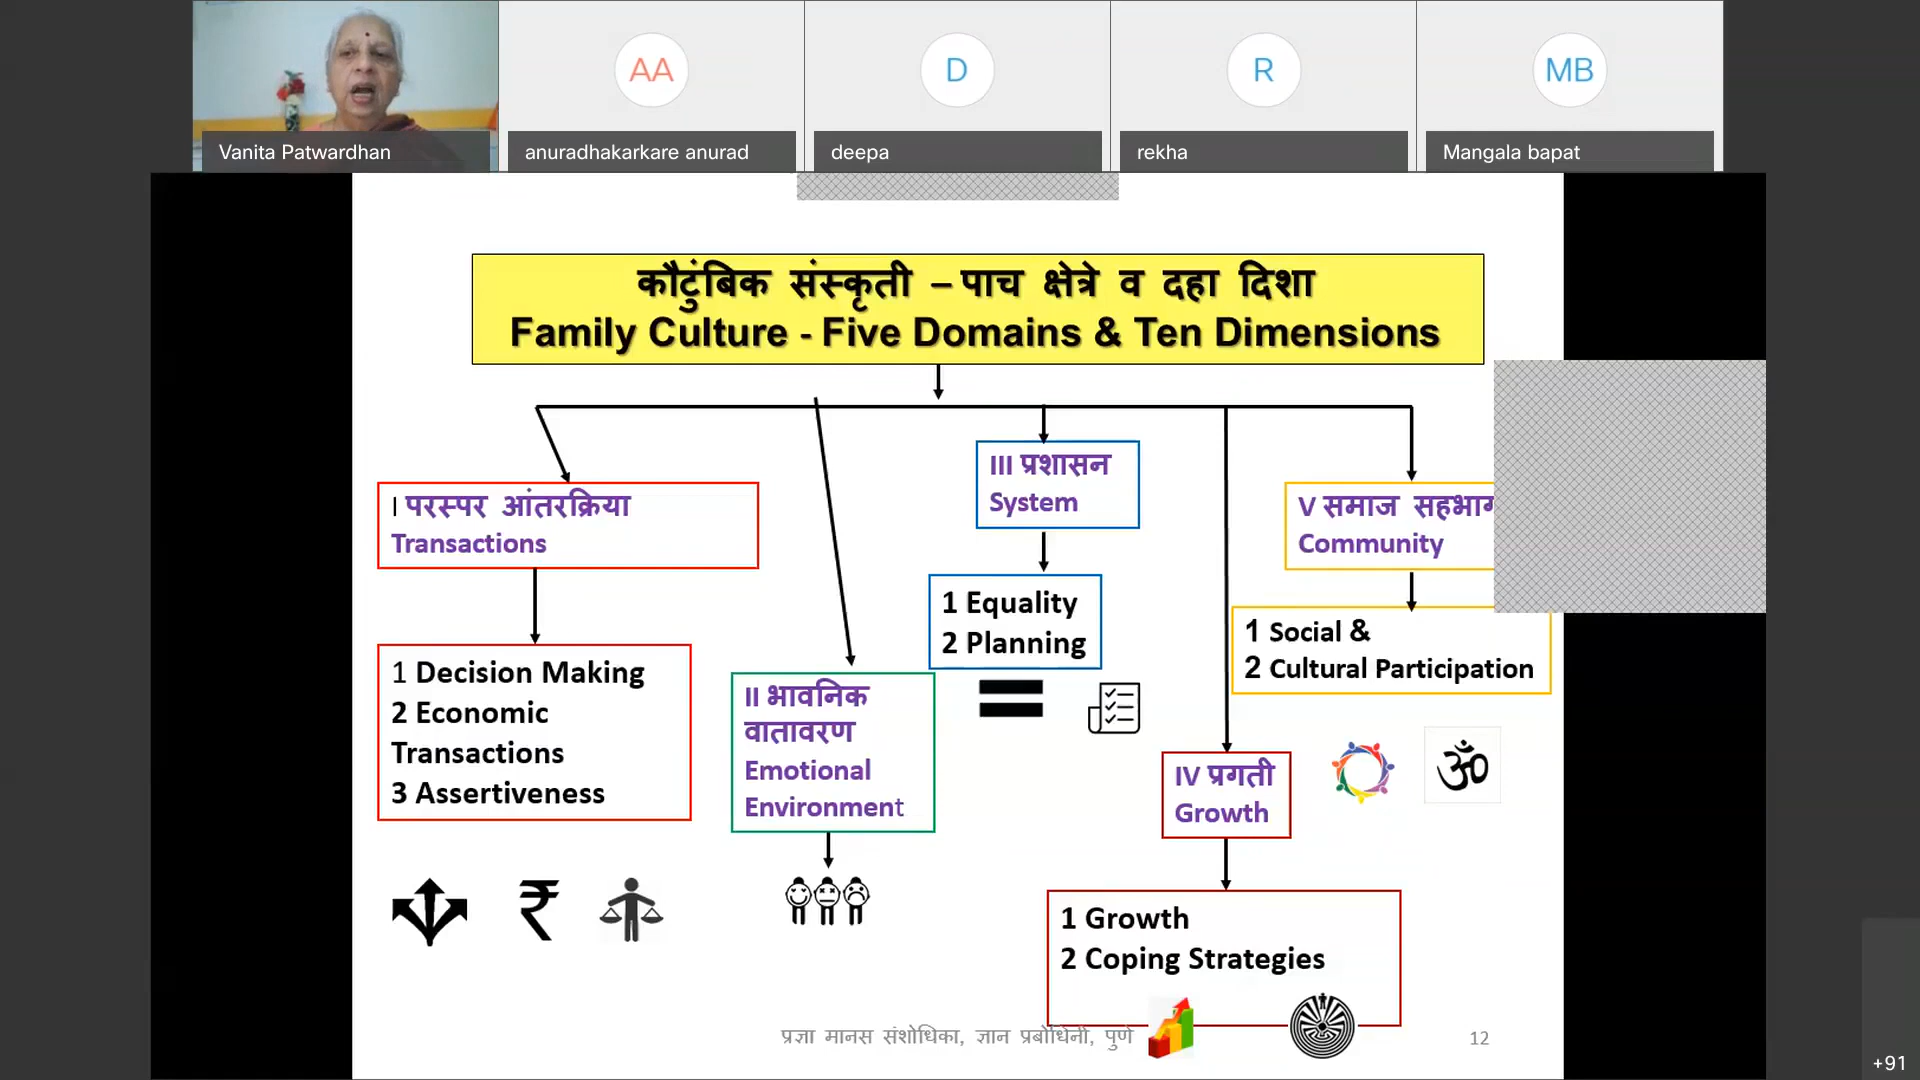 AA
D
R
MB
Vanita Patwardhan
anuradhakarkare anurad
deepa
rekha
Mangala bapat
कौटुंबिक संस्कृती – पाच क्षेत्रे व दहा दिशा
Family Culture - Five Domains & Ten Dimensions
I परस्पर आंतरक्रिया
Transactions
1 Decision Making
2 Economic
Transactions
3 Assertiveness
II भावनिक
वातावरण
Emotional
Environment
III प्रशासन
System
1 Equality
2 Planning
IV प्रगती
Growth
1 Growth
2 Coping Strategies
V समाज
Community
1 Social &
2 Cultural Participation
ॐ
₹
प्रज्ञा मानस संशोधिका, ज्ञान प्रबोधिनी, पुणे
12
+91